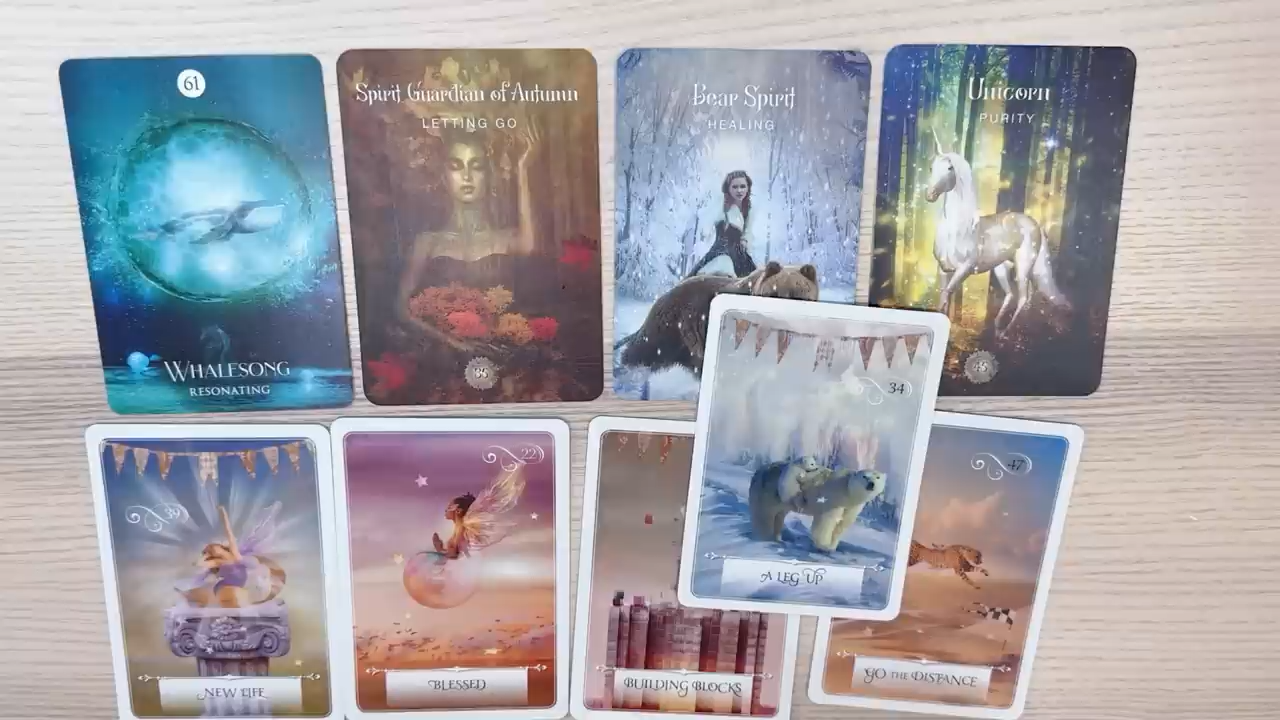 61
WHALESONG
RESONATING
Spirit Guardian of Autumn
LETTING GO
Bear Spirit
HEALING
Unicorn
PURITY
39
NEW LIFE
22
BLESSED
BUILDING BLOCKS
34
A LEG UP
47
GO THE DISTANCE